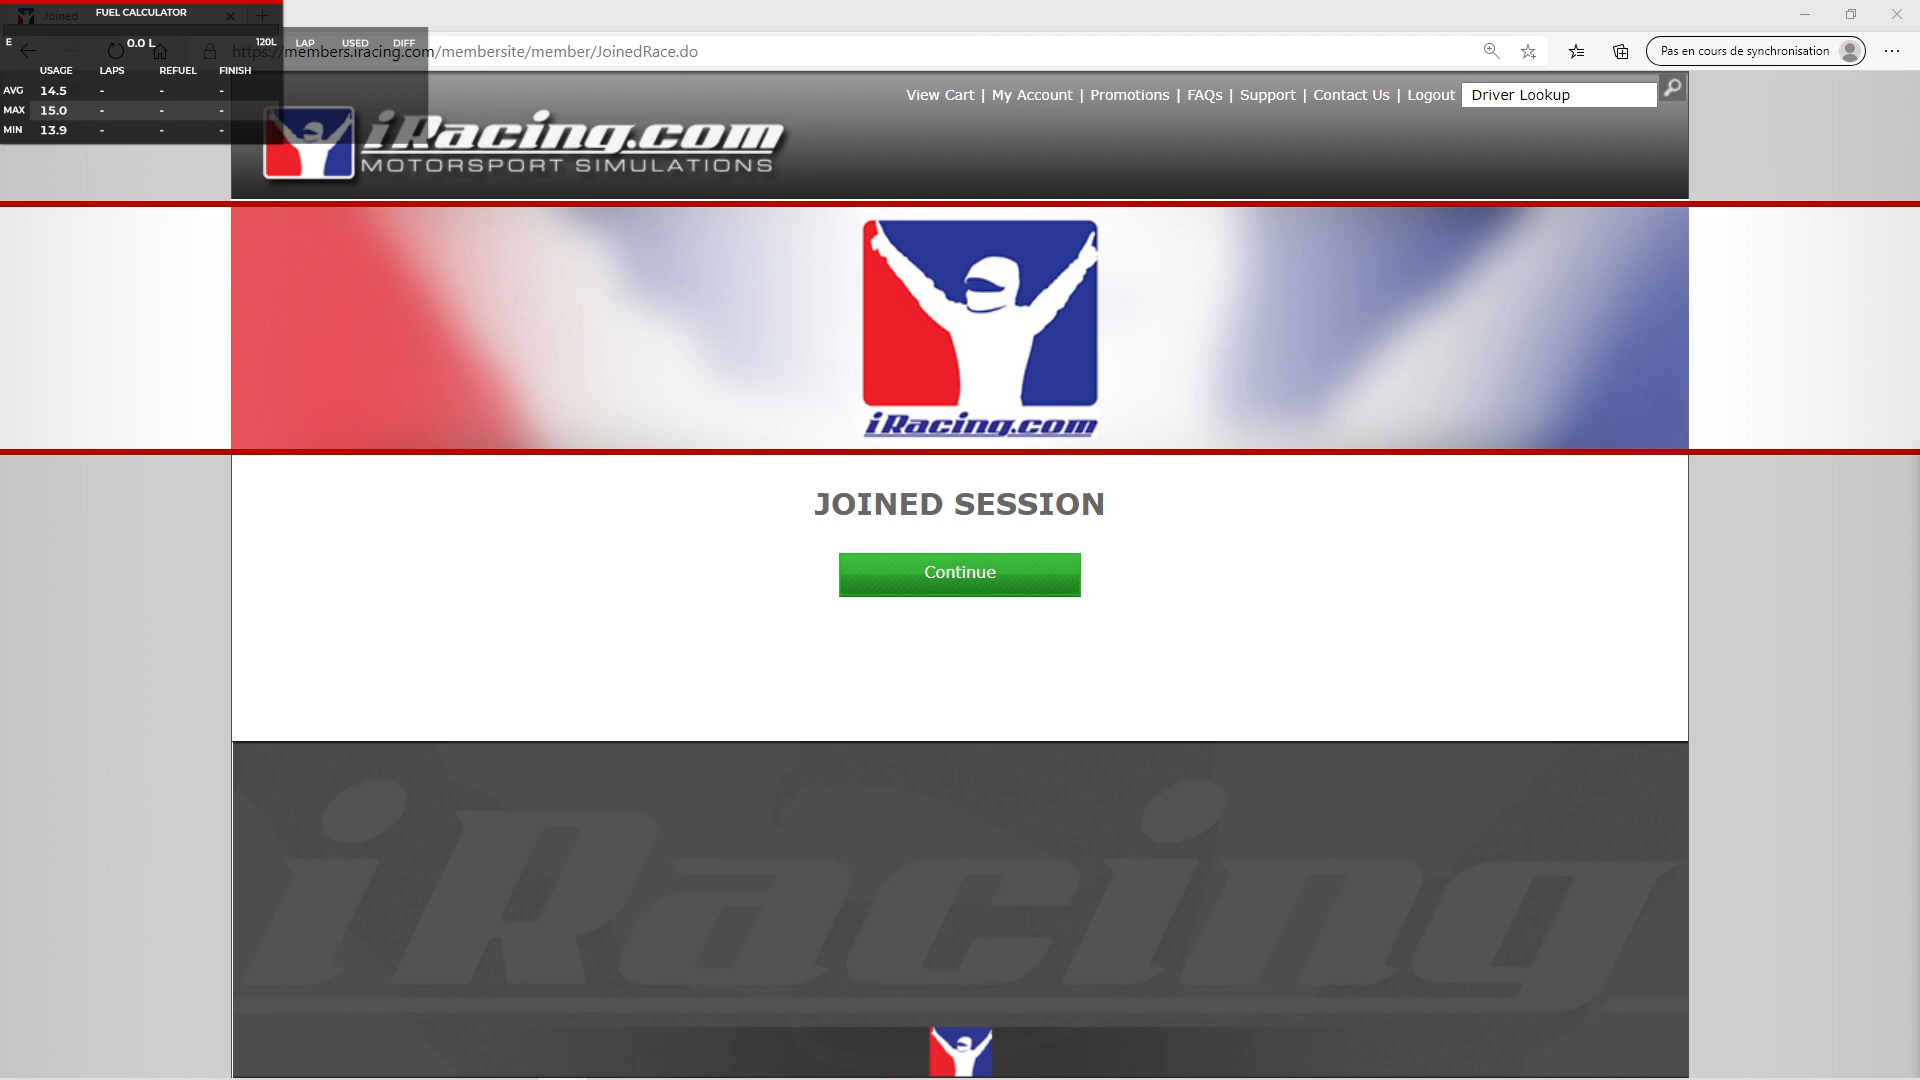 Joined
FUEL CALCULATOR
E 0.0 L 120L
LAP USED DIFF
https://members.iracing.com/membersite/member/JoinedRace.do
Pas en cours de synchronisation
USAGE LAPS REFUEL FINISH
AVG 14.5 - - -
MAX 15.0 - - -
MIN 13.9 - - -
View Cart | My Account | Promotions | FAQs | Support | Contact Us | Logout Driver Lookup
iRacing.com
MOTORSPORT SIMULATIONS
iRacing.com
JOINED SESSION
Continue
iRacing